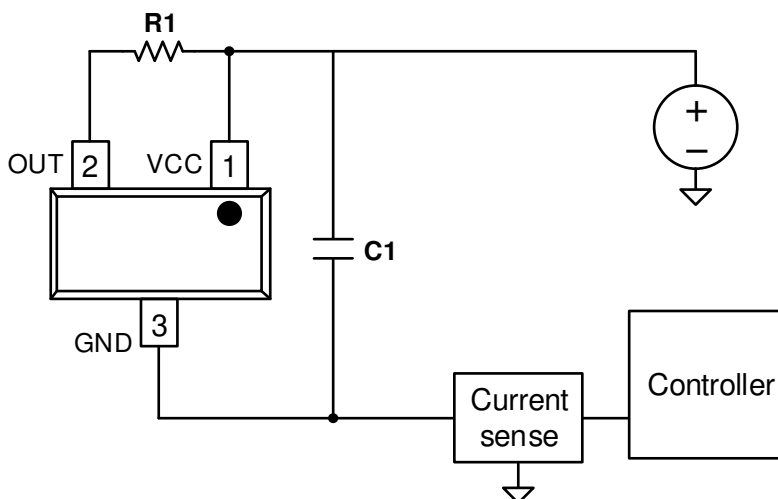 R1
+
−
OUT
2
VCC
1
C1
3
GND
Current
sense
Controller